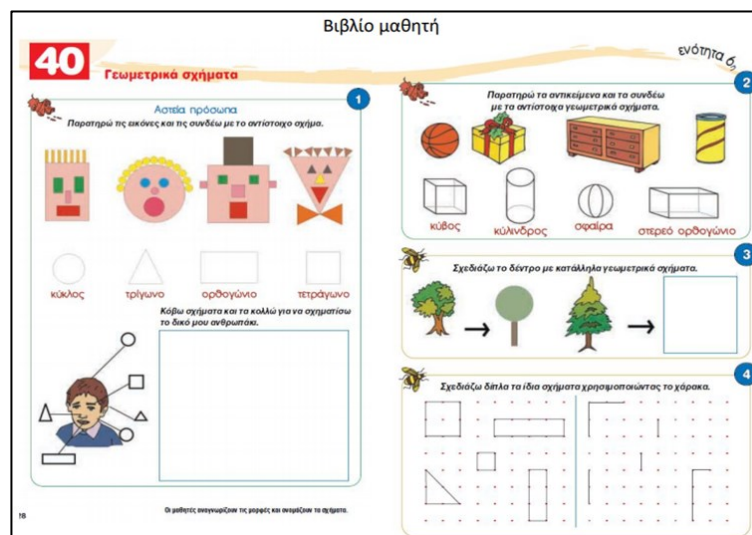 Βιβλίο μαθητή
40
Γεωμετρικά σχήματα
ενότητα 6η
1
Αστεία πρόσωπα
Παρατηρώ τις εικόνες και τις συνδέω με το αντίστοιχο σχήμα.
κύκλος τρίγωνο ορθογώνιο τετράγωνο
Κόβω σχήματα και τα κολλώ για να σχηματίσω
το δικό μου ανθρωπάκι.
Οι μαθητές αναγνωρίζουν τις μορφές και ονομάζουν τα σχήματα.
28
2
Παρατηρώ τα αντικείμενα και τα συνδέω
με τα αντίστοιχα γεωμετρικά σχήματα.
κύβος κύλινδρος σφαίρα στερεό ορθογώνιο
3
Σχεδιάζω το δέντρο με κατάλληλα γεωμετρικά σχήματα.
4
Σχεδιάζω δίπλα τα ίδια σχήματα χρησιμοποιώντας το χάρακα.